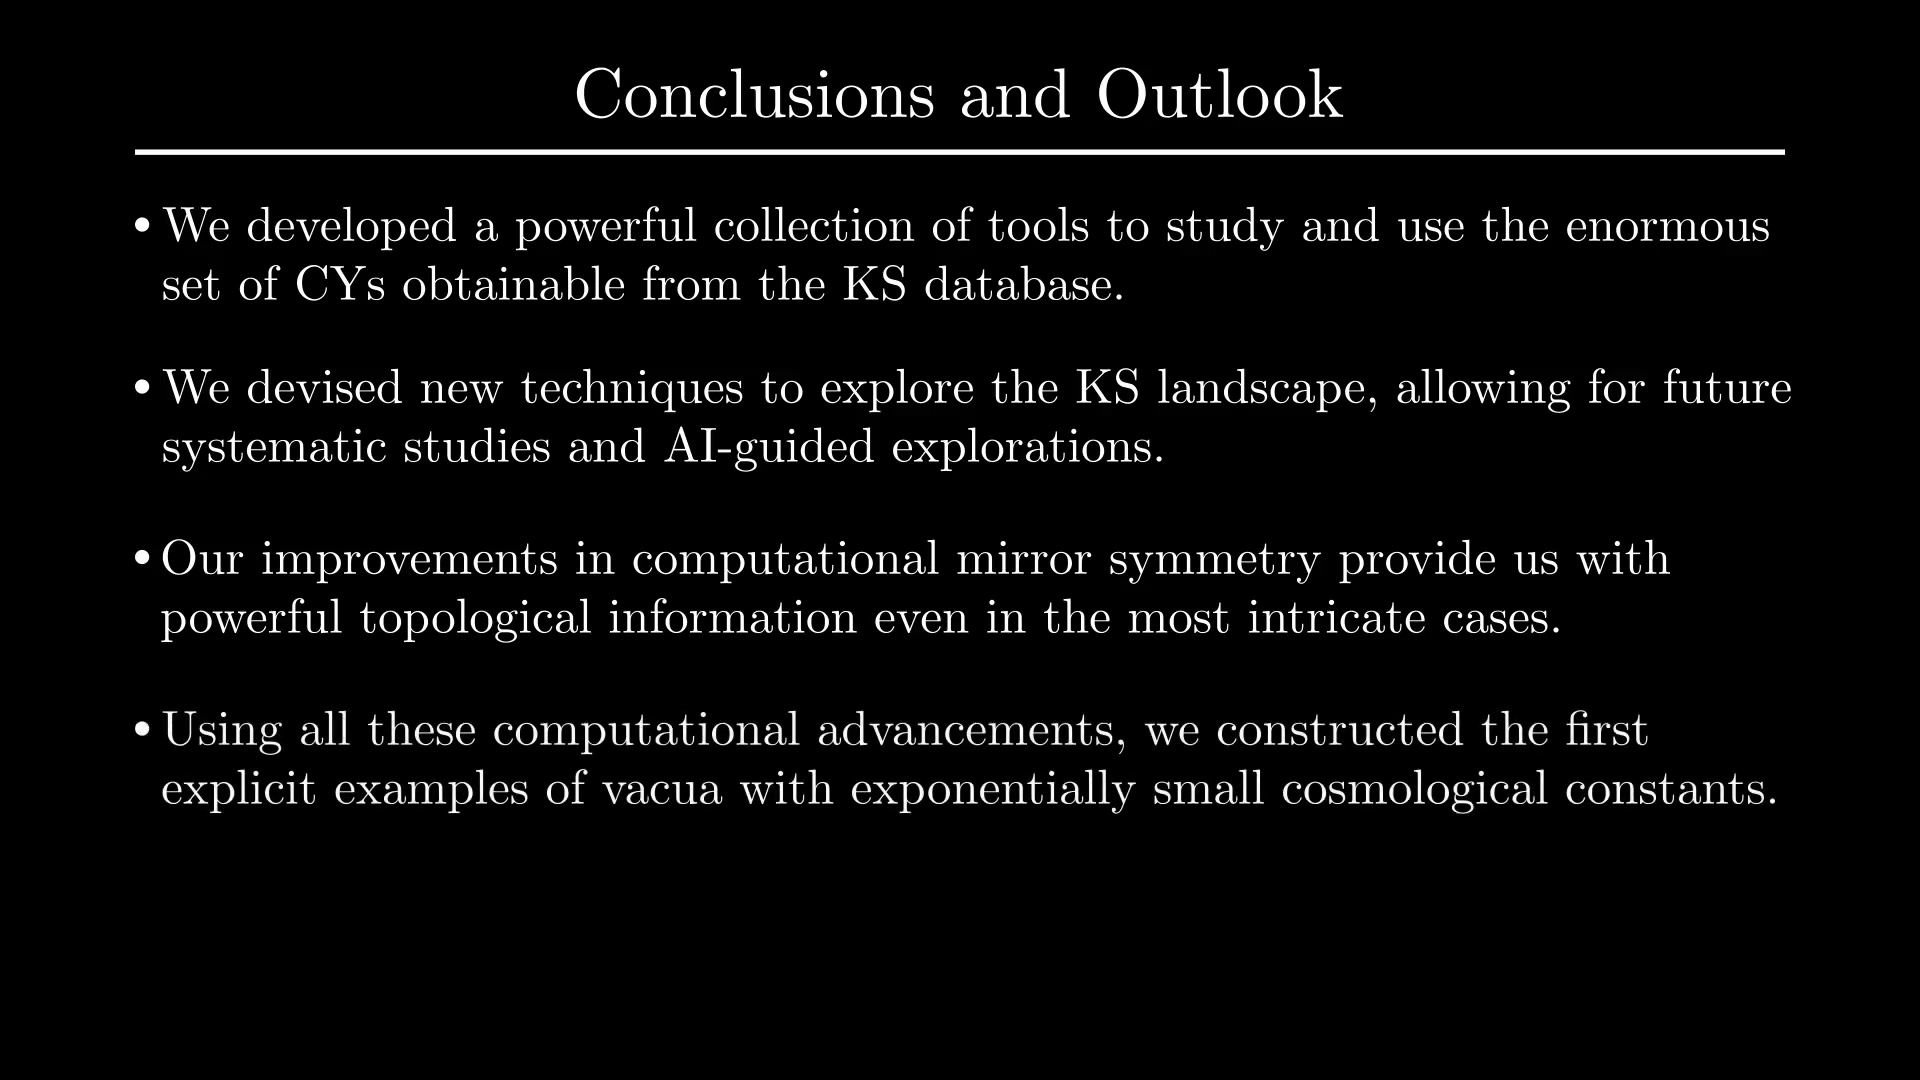 Conclusions and Outlook
• We developed a powerful collection of tools to study and use the enormous
set of CYs obtainable from the KS database.
• We devised new techniques to explore the KS landscape, allowing for future
systematic studies and AI-guided explorations.
• Our improvements in computational mirror symmetry provide us with
powerful topological information even in the most intricate cases.
• Using all these computational advancements, we constructed the first
explicit examples of vacua with exponentially small cosmological constants.